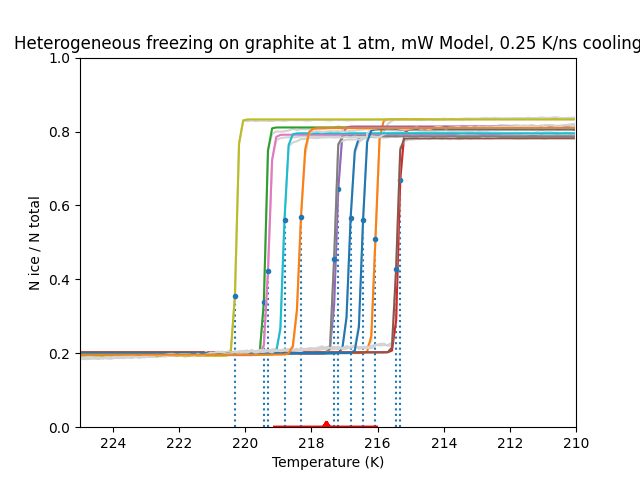 Heterogeneous freezing on graphite at 1 atm, mW Model, 0.25 K/ns cooling
1.0
0.8
0.6
0.4
0.2
0.0
N ice / N total
224 222 220 218 216 214 212 210
Temperature (K)